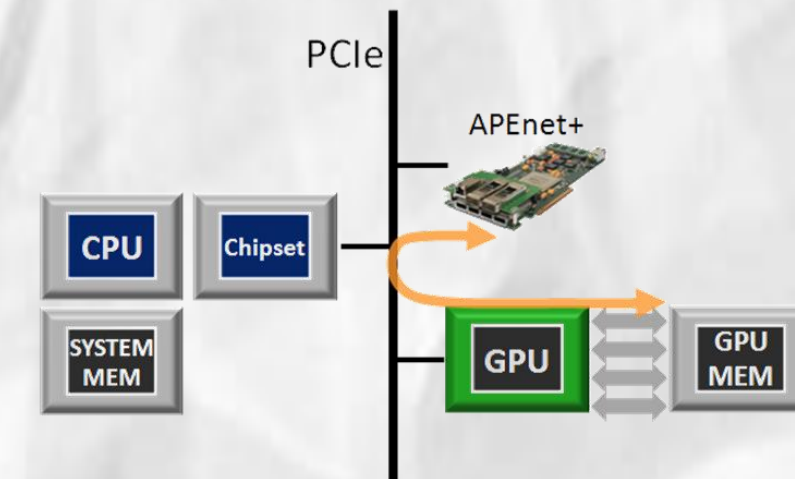 PCIe
APEnet+
CPU
Chipset
SYSTEM
MEM
GPU
GPU
MEM